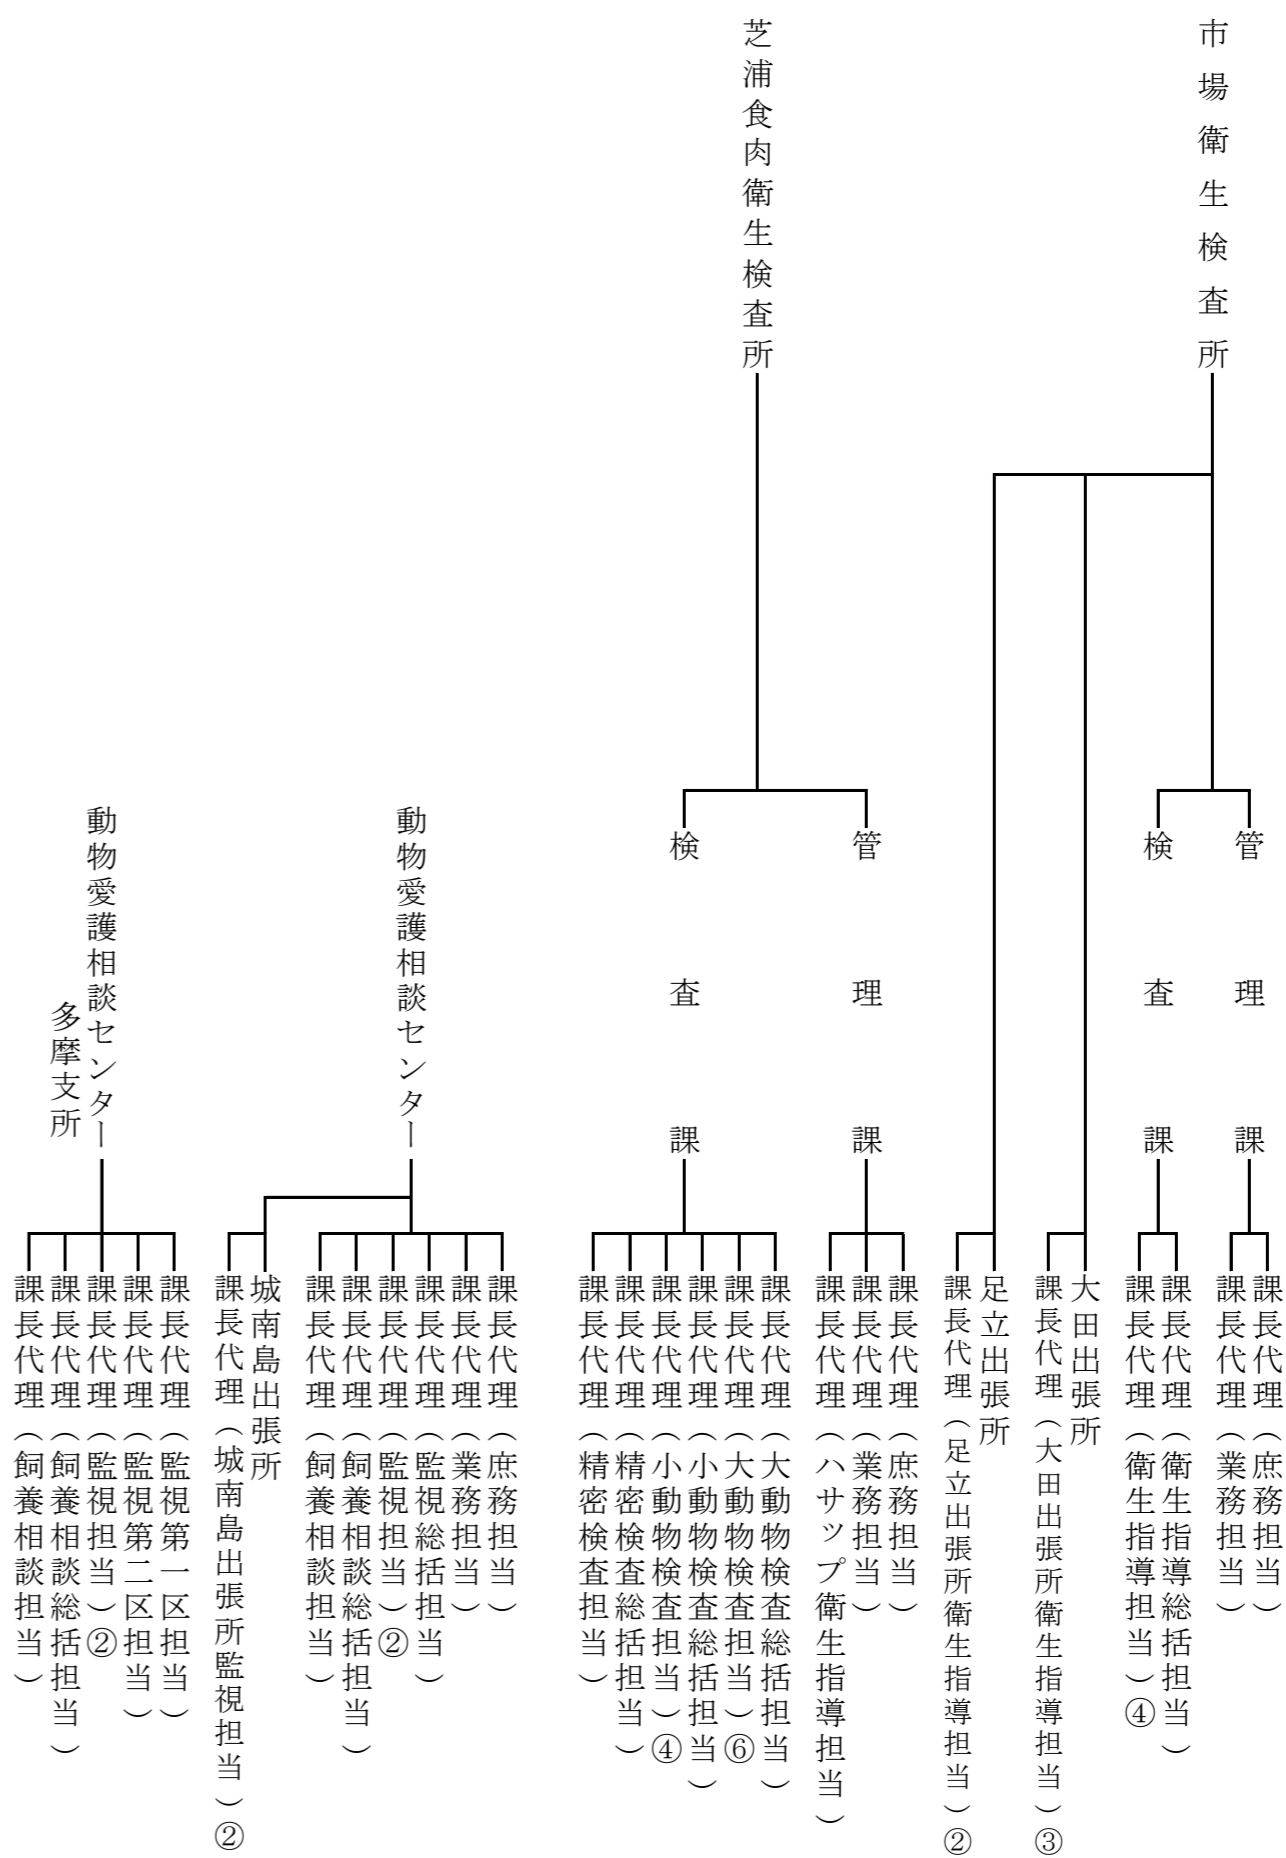 市場衛生検査所
管理課
課長代理（庶務担当）
課長代理（業務担当）
検査課
課長代理（衛生指導総括担当）
課長代理（衛生指導担当）④
大田出張所
課長代理（大田出張所衛生指導担当）③
足立出張所
課長代理（足立出張所衛生指導担当）②
芝浦食肉衛生検査所
管理課
課長代理（庶務担当）
課長代理（業務担当）
課長代理（ハサップ衛生指導担当）
検査課
課長代理（大動物検査総括担当）
課長代理（大動物検査担当）⑥
課長代理（小動物検査総括担当）
課長代理（小動物検査担当）④
課長代理（精密検査総括担当）
課長代理（精密検査担当）
動物愛護相談センター
課長代理（庶務担当）
課長代理（業務担当）
課長代理（監視総括担当）
課長代理（監視担当）②
課長代理（飼養相談総括担当）
課長代理（飼養相談担当）
城南島出張所
課長代理（城南島出張所監視担当）②
動物愛護相談センター
多摩支所
課長代理（監視第一区担当）
課長代理（監視第二区担当）
課長代理（監視担当）②
課長代理（飼養相談総括担当）
課長代理（飼養相談担当）